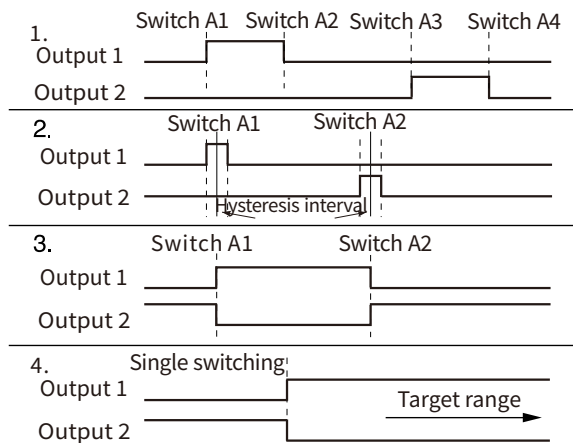 1.
Switch A1 Switch A2 Switch A3 Switch A4
Output 1
Output 2
2.
Switch A1 Switch A2
Output 1
Output 2
Hysteresis interval
3.
Switch A1 Switch A2
Output 1
Output 2
4.
Single switching
Output 1
Target range
Output 2